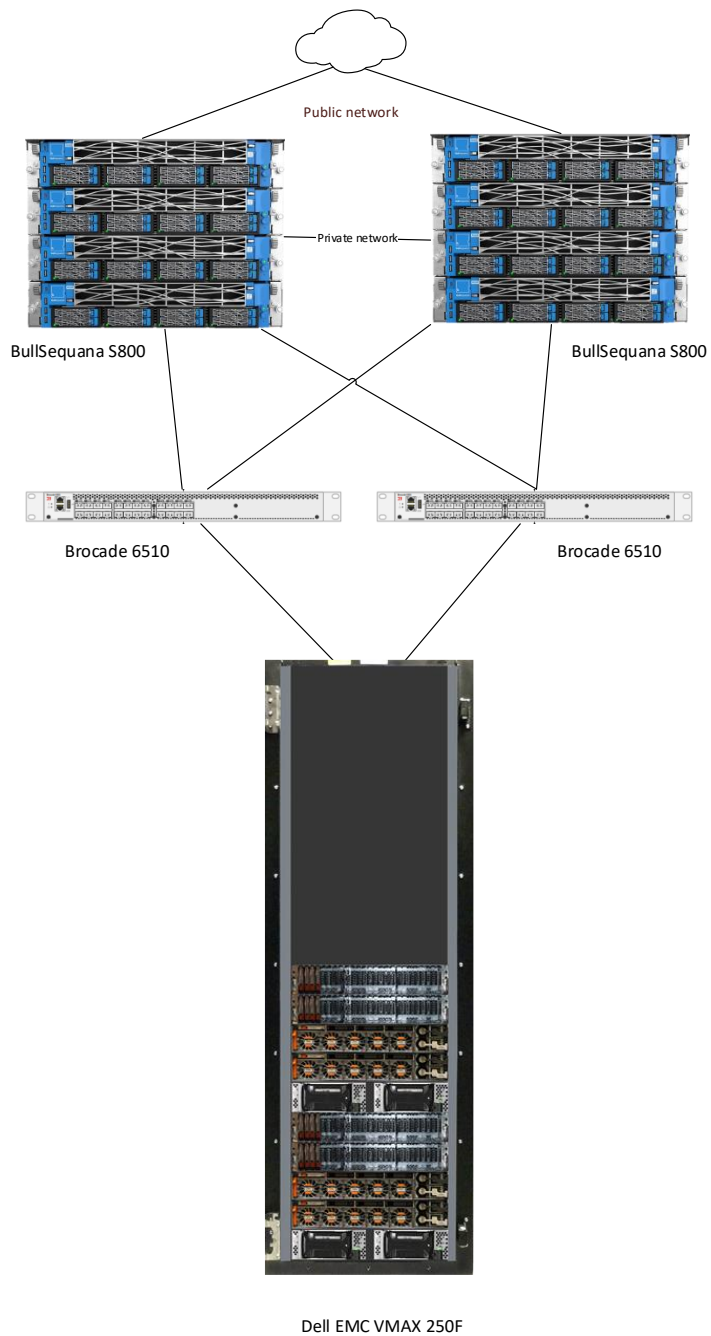 Public network
Private network
BullSequana S800
BullSequana S800
Brocade 6510
Brocade 6510
Dell EMC VMAX 250F